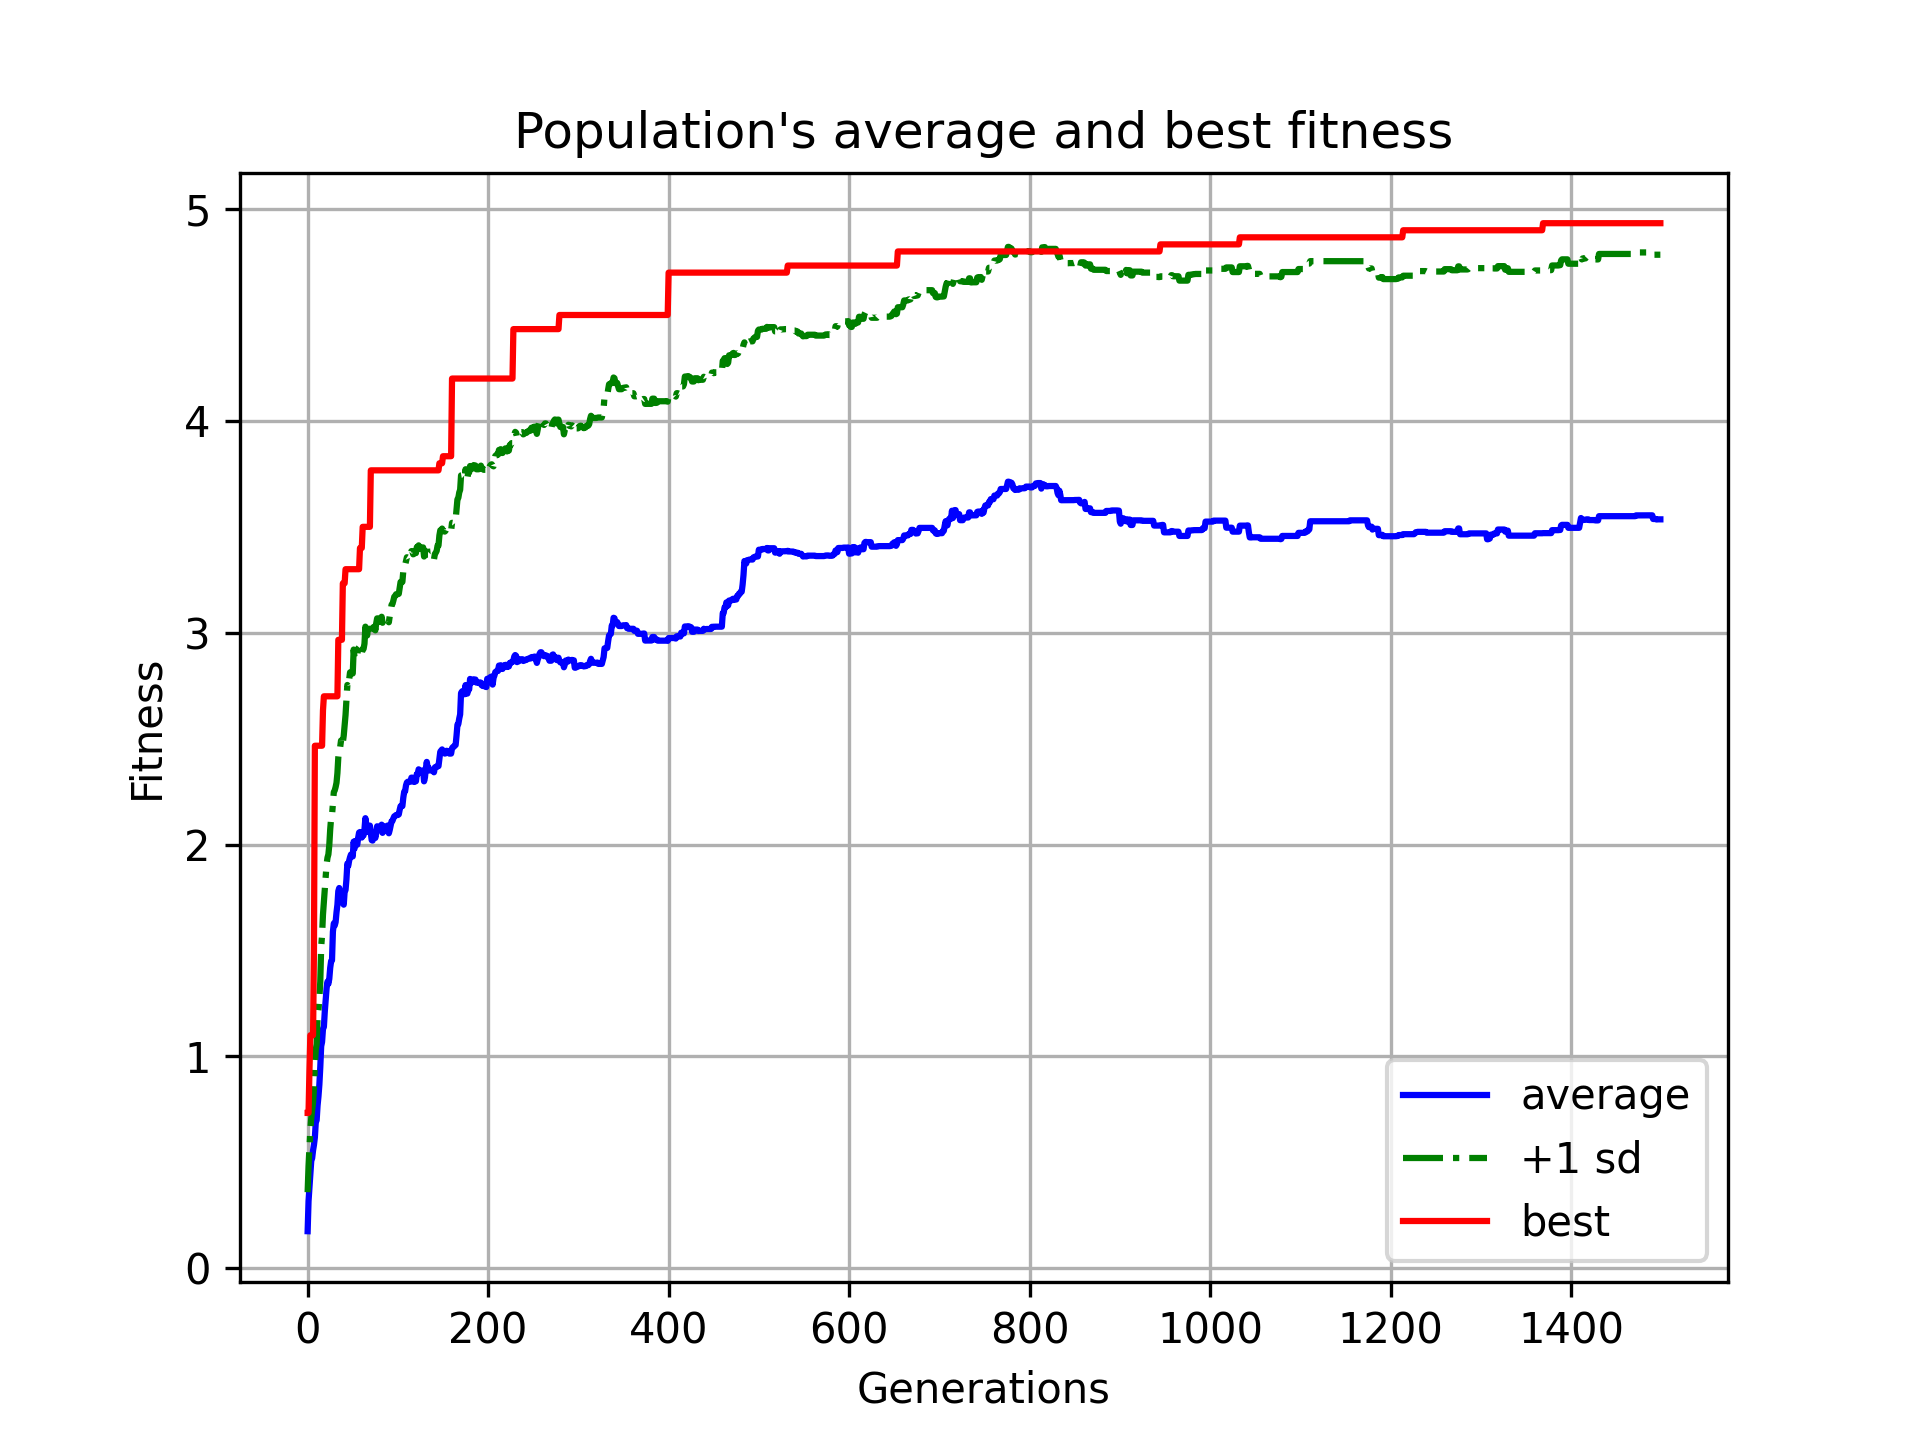 Population's average and best fitness
5
4
3
2
1
0
Fitness
0 200 400 600 800 1000 1200 1400
Generations
average
+1 sd
best